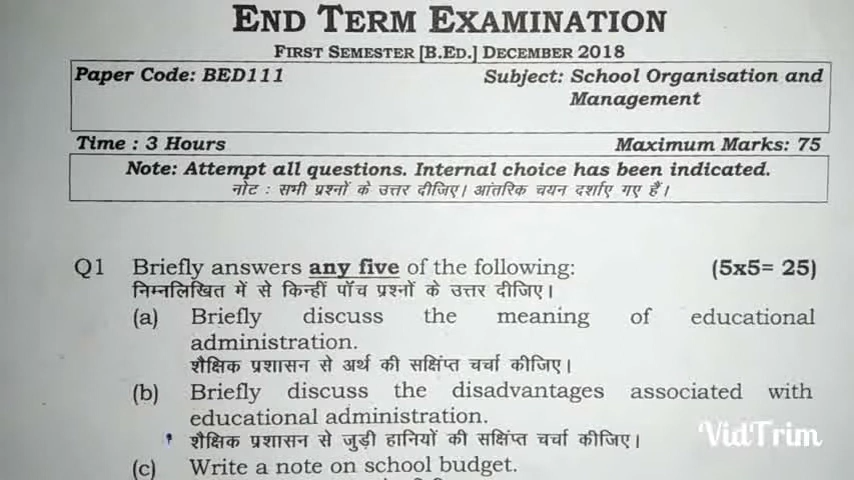 END TERM EXAMINATION
FIRST SEMESTER [B.ED.] DECEMBER 2018
Paper Code: BED111 Subject: School Organisation and
Management
Time : 3 Hours Maximum Marks: 75
Note: Attempt all questions. Internal choice has been indicated.
नोट : सभी प्रश्नों के उत्तर दीजिए। आंतरिक चयन दर्शाए गए हैं।
Q1 Briefly answers any five of the following: (5x5= 25)
निम्नलिखित में से किन्हीं पाँच प्रश्नों के उत्तर दीजिए।
(a) Briefly discuss the meaning of educational
administration.
शैक्षिक प्रशासन से अर्थ की सक्षिंप्त चर्चा कीजिए।
(b) Briefly discuss the disadvantages associated with
educational administration.
शैक्षिक प्रशासन से जुड़ी हानियों की सक्षिंप्त चर्चा कीजिए।
(c) Write a note on school budget.
VidTrim